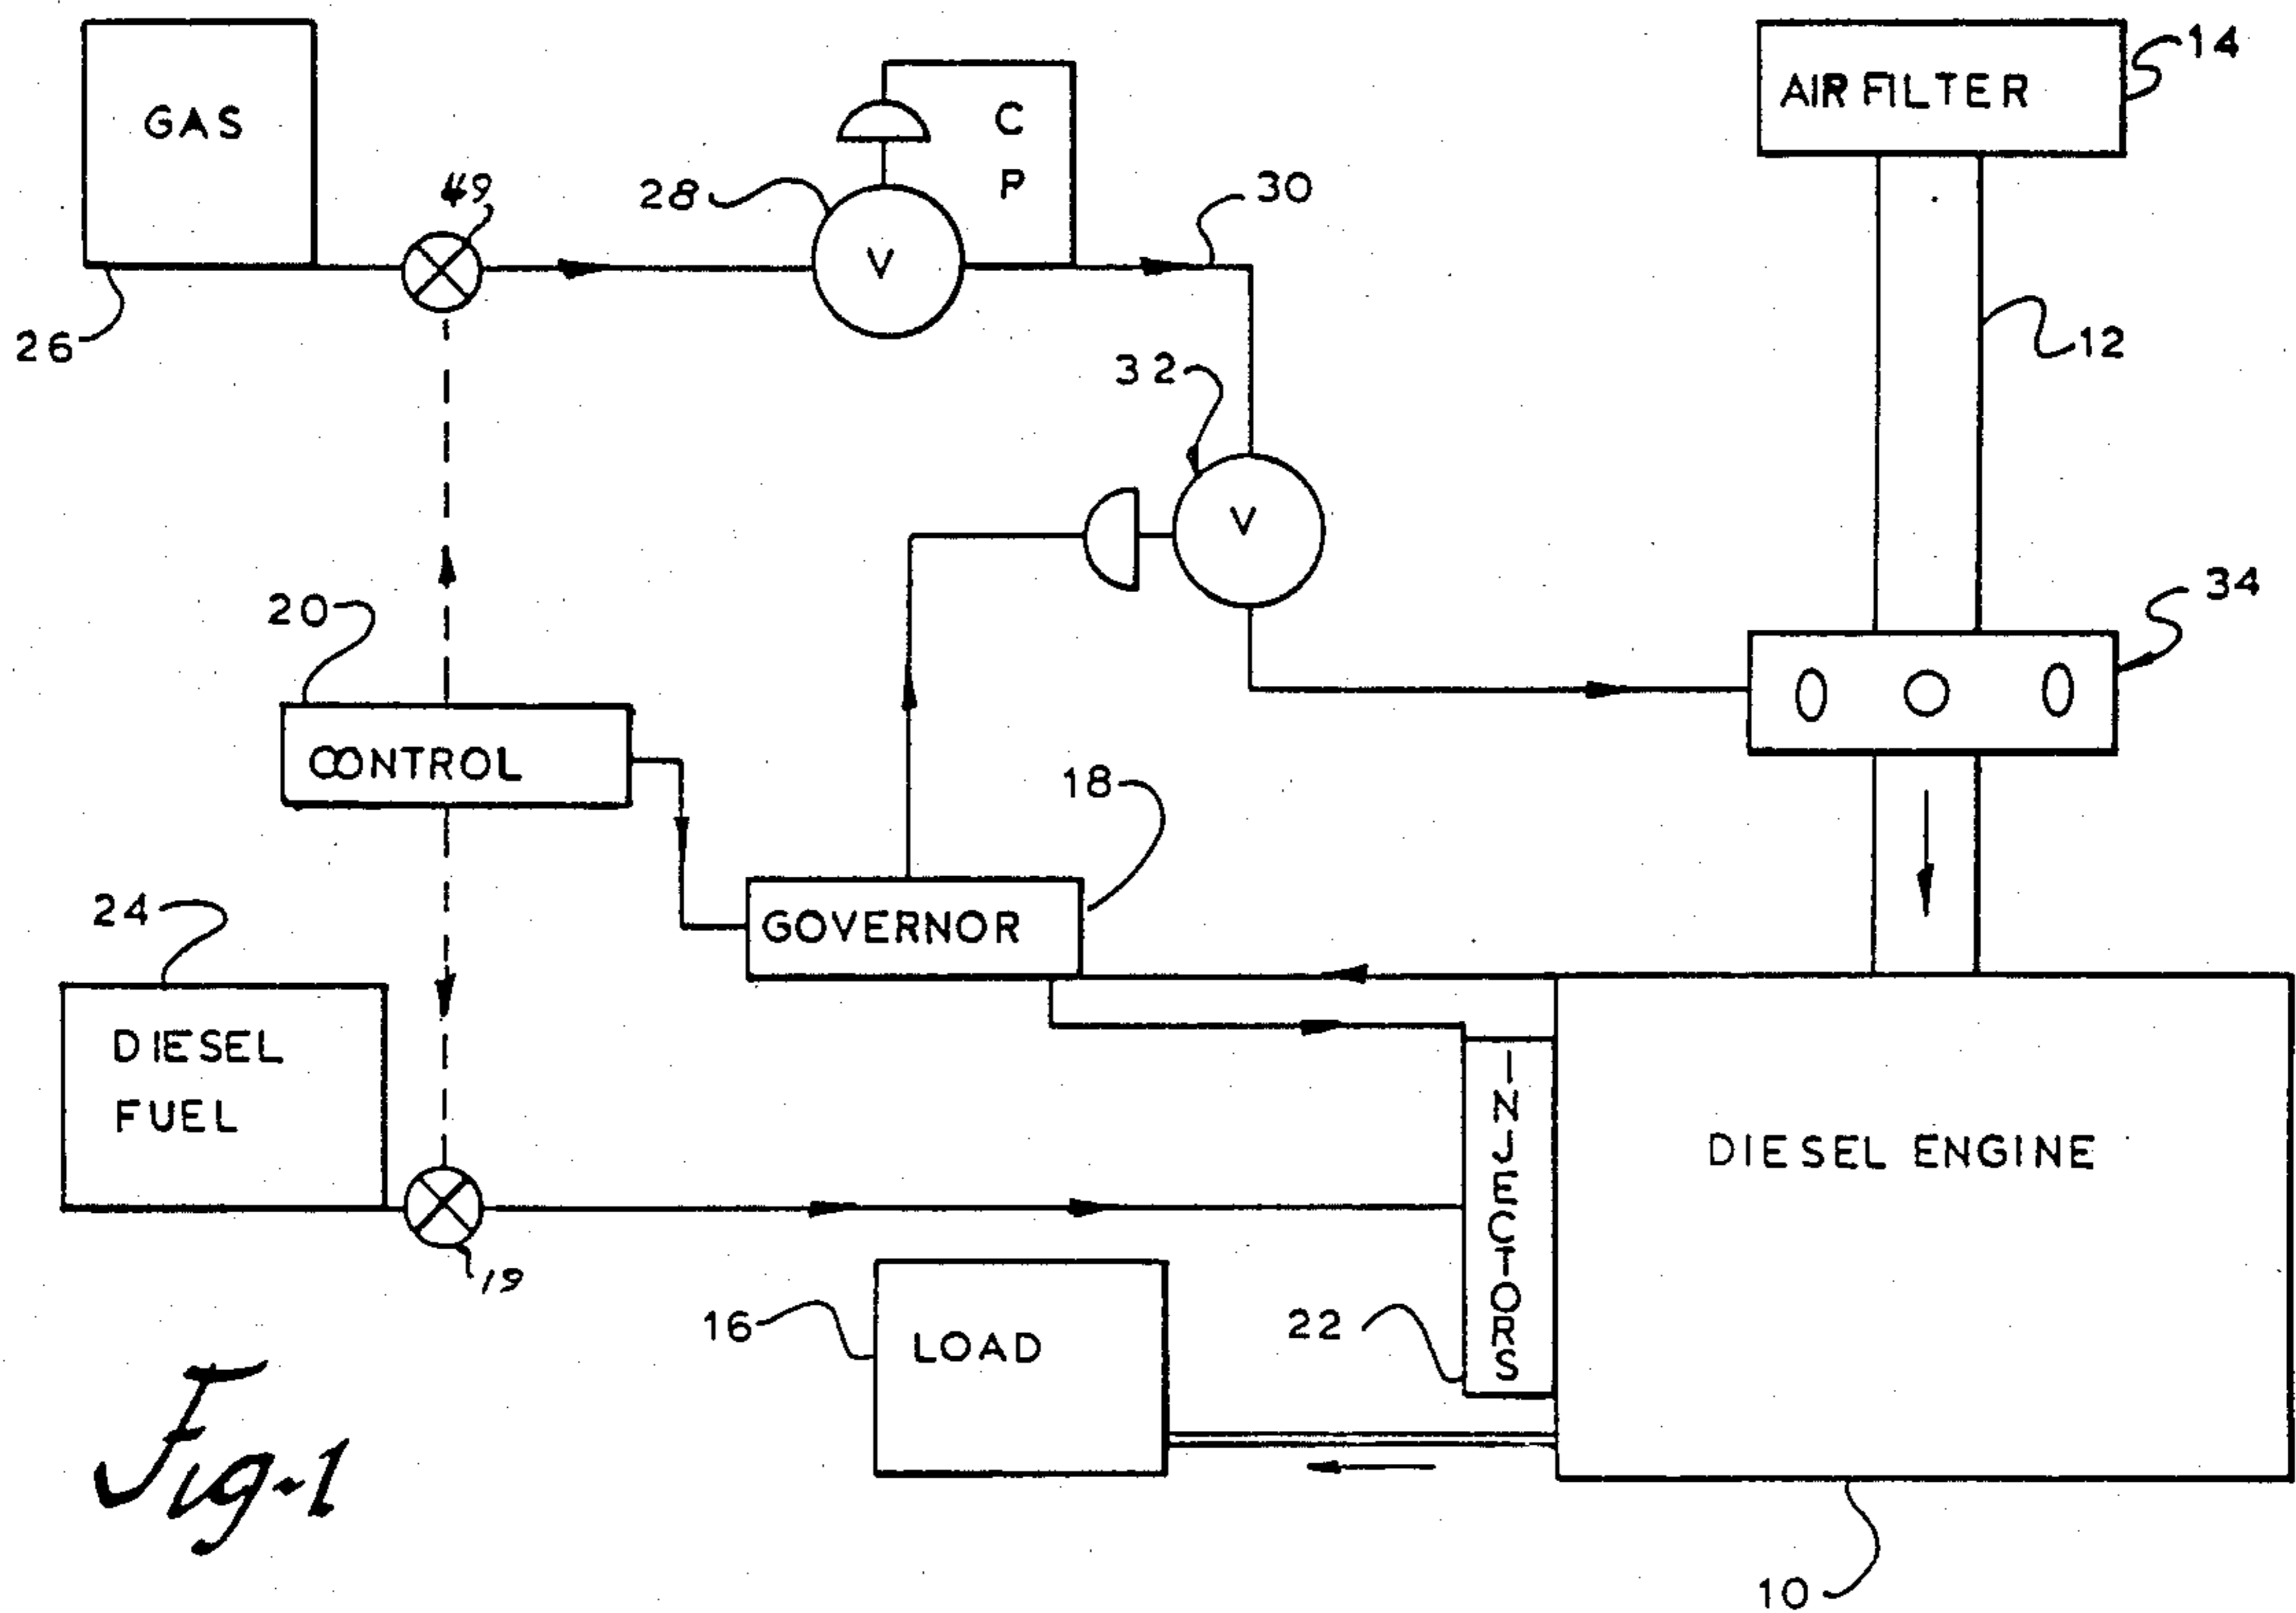 14
GAS
AIR FILTER
C
P
49
28
30
V
26
12
32
V
34
20
CONTROL
18
24
GOVERNOR
DIESEL
FUEL
INJECTORS
DIESEL ENGINE
19
16
LOAD
22
Fig-1
10